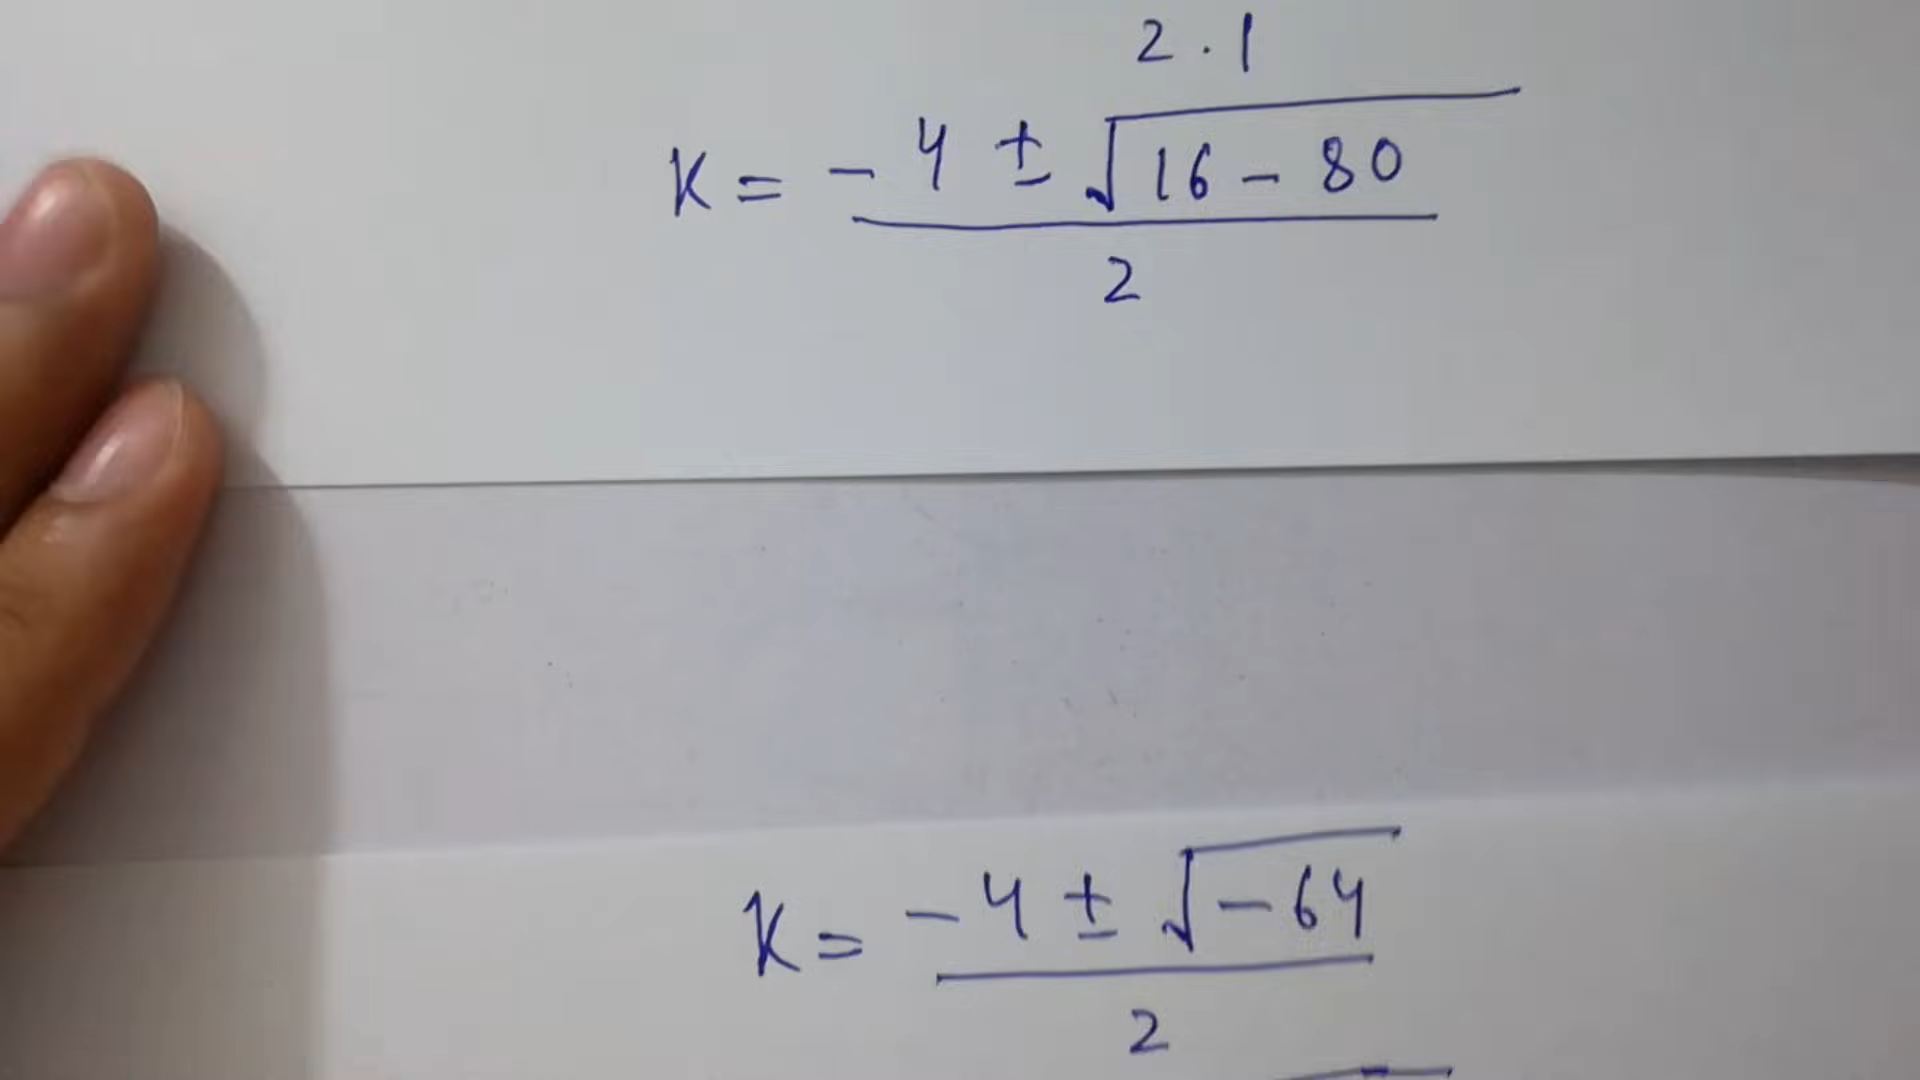 2 . 1
K = - 4 ± √16 - 80
2
K = - 4 ± √-64
2